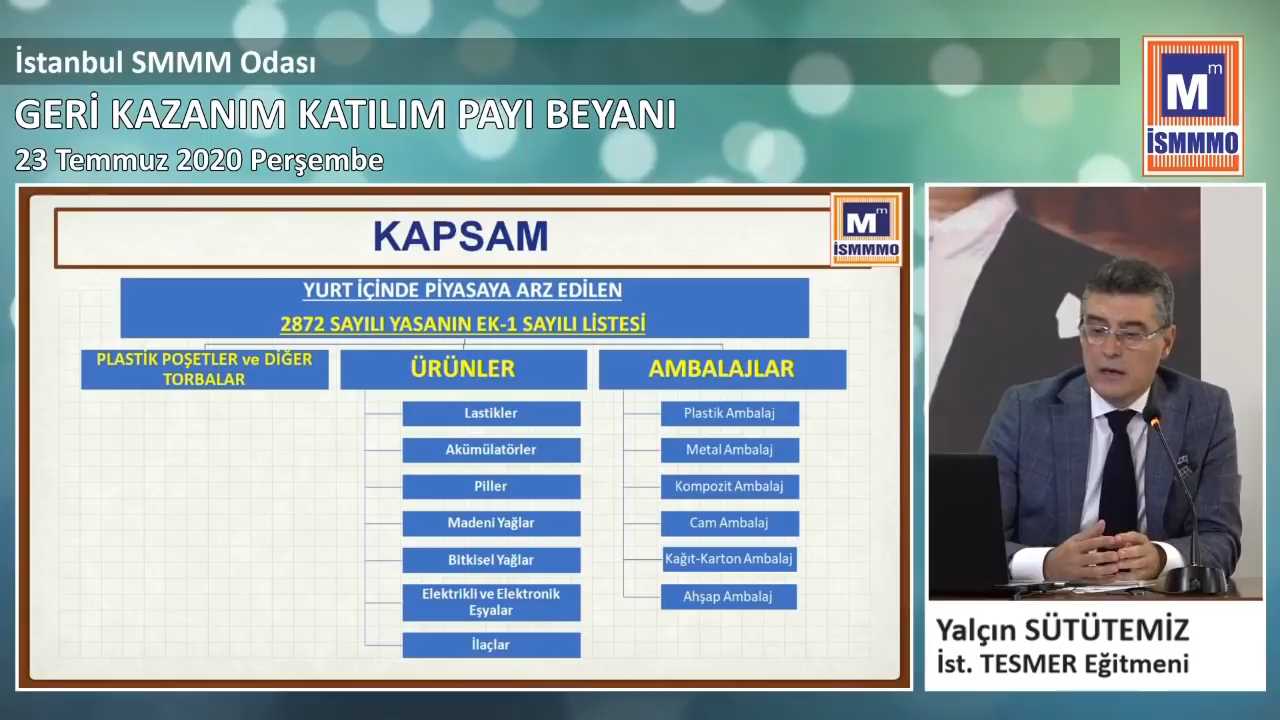 İstanbul SMMM Odası
GERİ KAZANIM KATILIM PAYI BEYANI
23 Temmuz 2020 Perşembe
Mm
İSMMMO
KAPSAM
Mm
İSMMMO
YURT İÇİNDE PİYASAYA ARZ EDİLEN
2872 SAYILI YASANIN EK-1 SAYILI LİSTESİ
PLASTİK POŞETLER ve DİĞER
TORBALAR
ÜRÜNLER
Lastikler
Akümülatörler
Piller
Madeni Yağlar
Bitkisel Yağlar
Elektrikli ve Elektronik
Eşyalar
İlaçlar
AMBALAJLAR
Plastik Ambalaj
Metal Ambalaj
Kompozit Ambalaj
Cam Ambalaj
Kağıt-Karton Ambalaj
Ahşap Ambalaj
Yalçın SÜTÜTEMİZ
İst. TESMER Eğitmeni